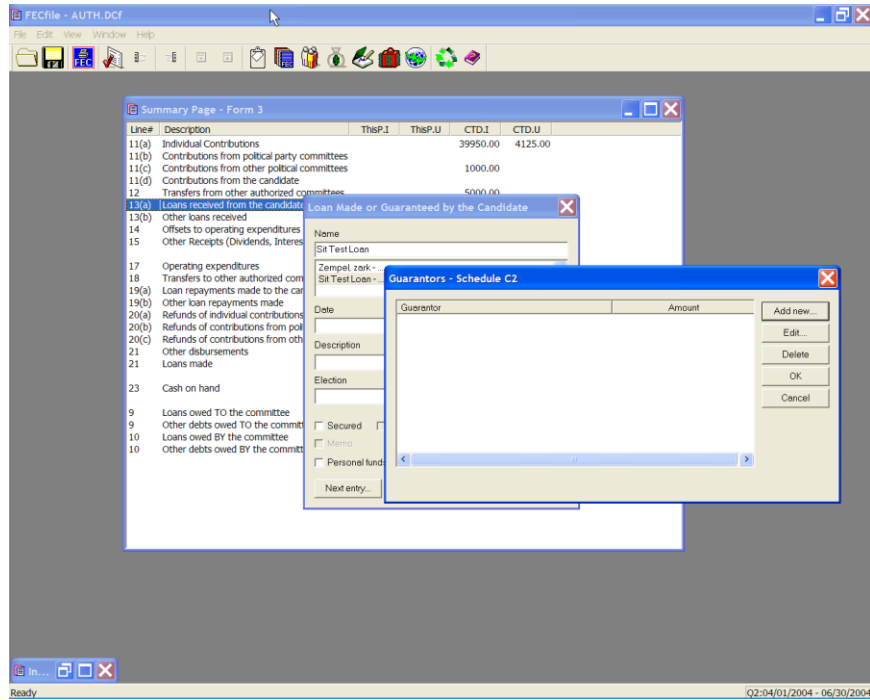 FECfile - AUTH.DCf
File Edit View Window Help
FEC
Summary Page - Form 3
Line# Description ThisP.I ThisP.U CTD.I CTD.U
11(a) Individual Contributions 39950.00 4125.00
11(b) Contributions from political party committees
11(c) Contributions from other political committees 1000.00
11(d) Contributions from the candidate
12 Transfers from other authorized committees 5000.00
13(a) Loans received from the candidate
13(b) Other loans received
14 Offsets to operating expenditures
15 Other Receipts (Dividends, Interes
17 Operating expenditures
18 Transfers to other authorized com
19(a) Loan repayments made to the car
19(b) Other loan repayments made
20(a) Refunds of individual contributions
20(b) Refunds of contributions from poli
20(c) Refunds of contributions from oth
21 Other disbursements
21 Loans made
23 Cash on hand
9 Loans owed TO the committee
9 Other debts owed TO the committ
10 Loans owed BY the committee
10 Other debts owed BY the committ
Loan Made or Guaranteed by the Candidate
Name
Sit Test Loan
Zempel, zark - ...
Sit Test Loan - ...
Date
Description
Election
Secured
Memo
Personal funds
Next entry...
Guarantors - Schedule C2
Guarantor Amount
Add new...
Edit...
Delete
OK
Cancel
In...
Ready Q2:04/01/2004 - 06/30/2004